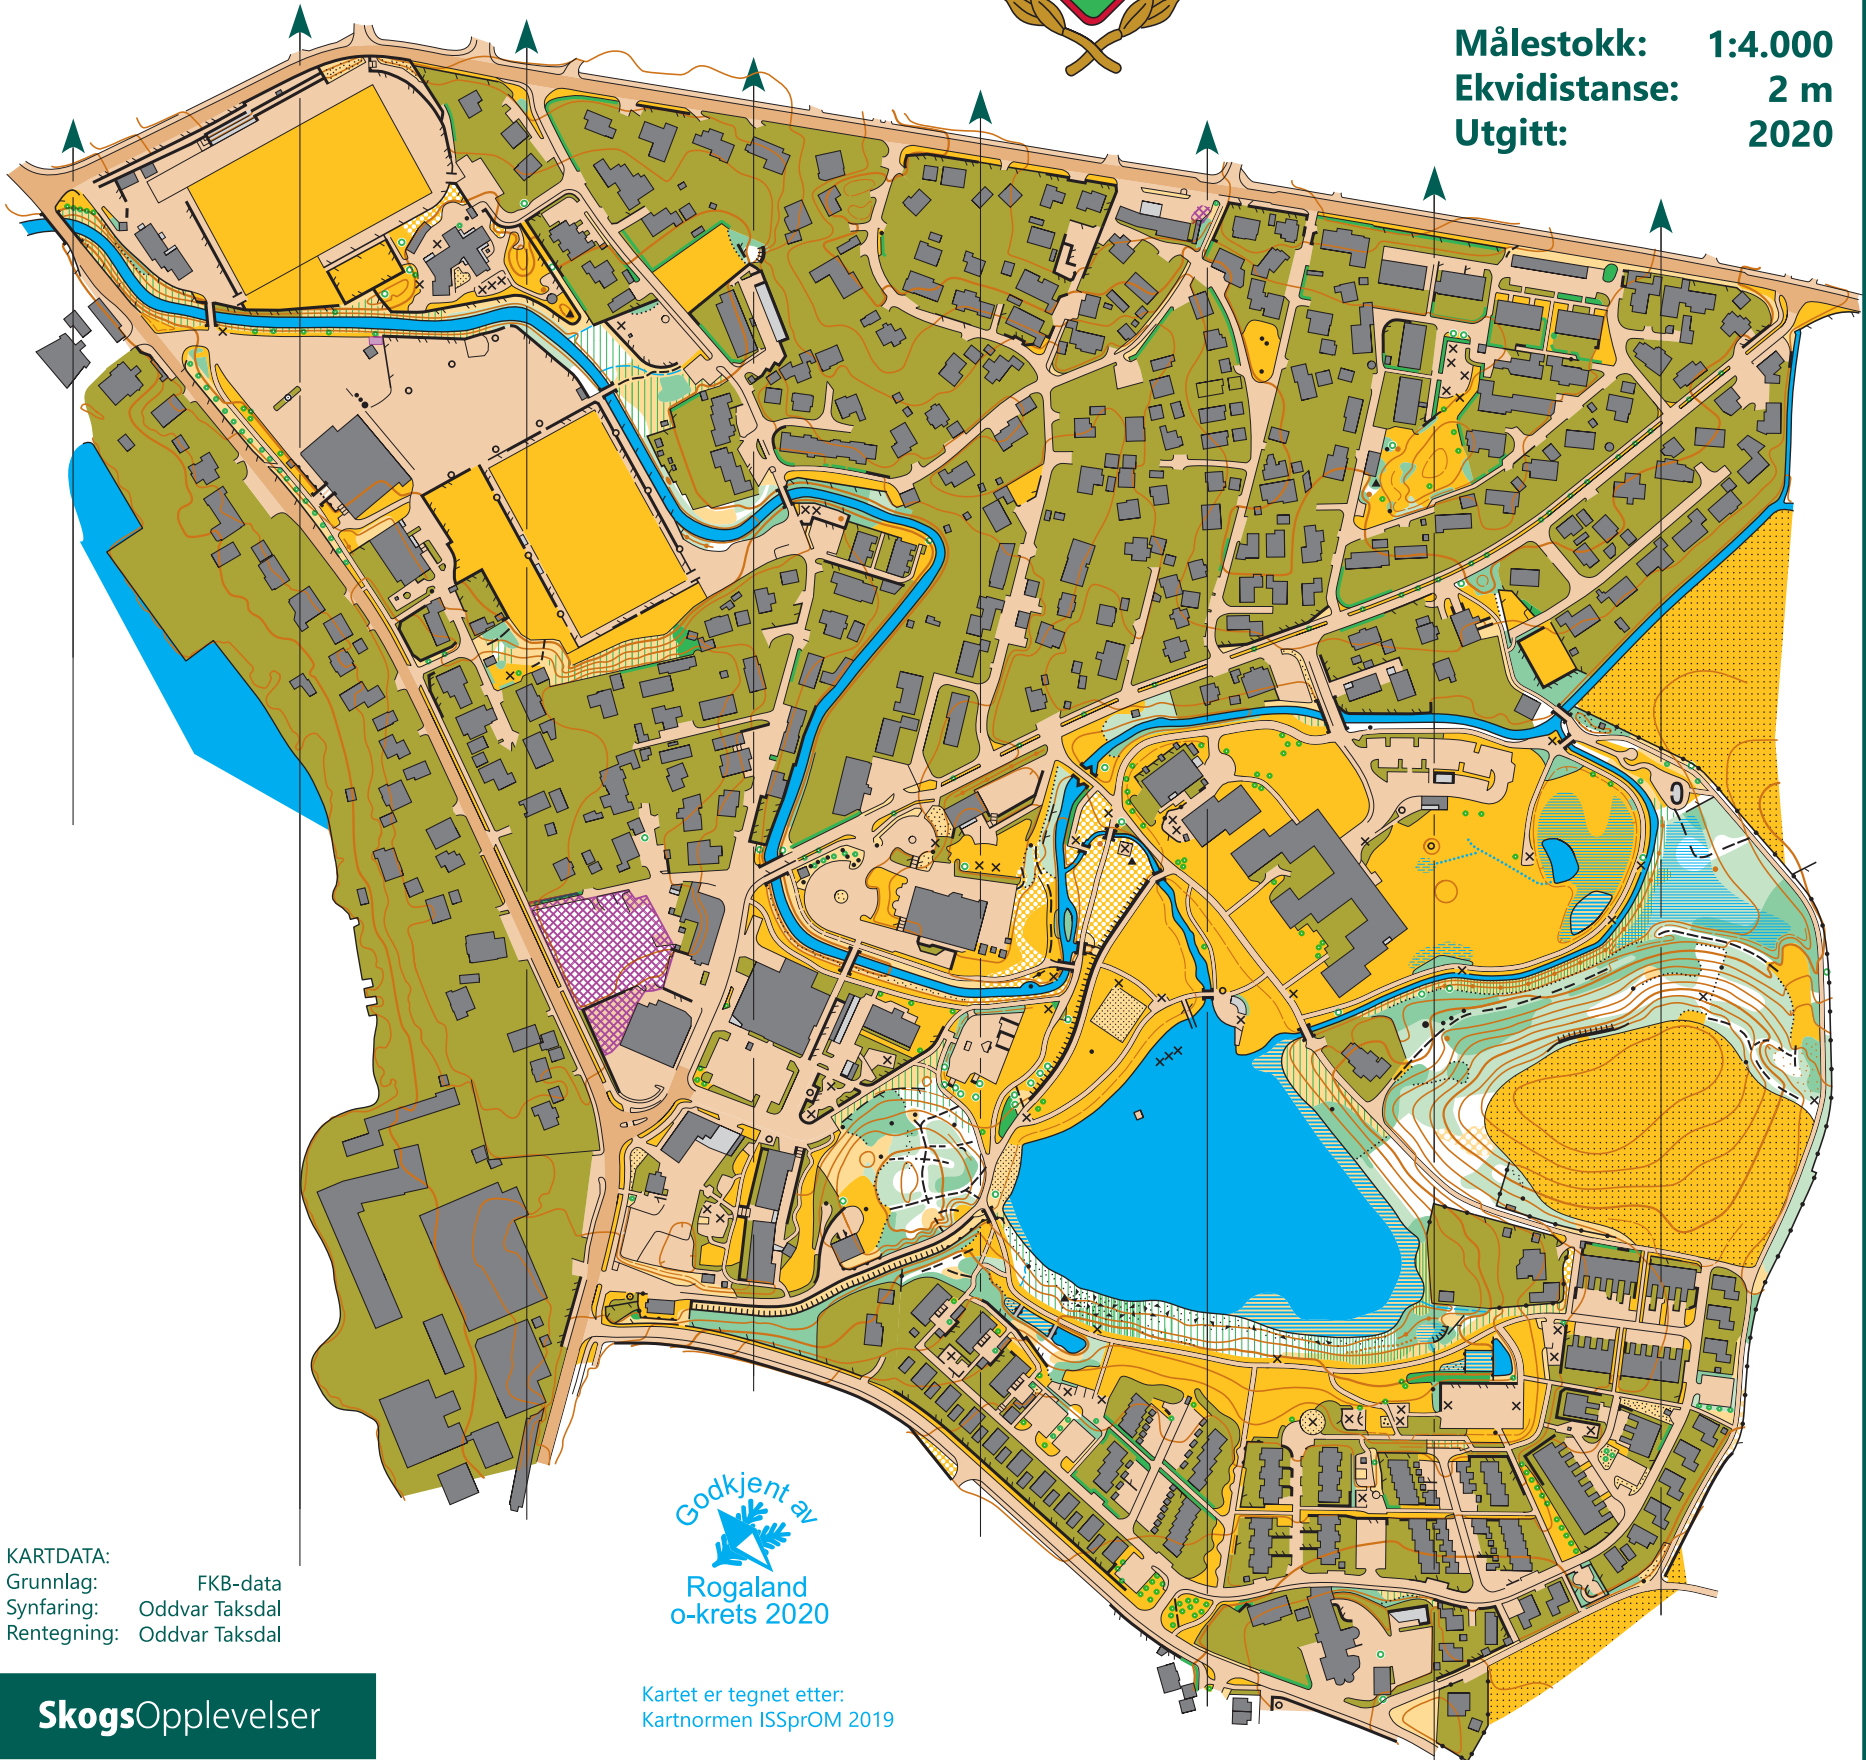 Målestokk: 1:4.000
Ekvidistanse: 2 m
Utgitt: 2020
Godkjent av
Rogaland
o-krets 2020
KARTDATA:
Grunnlag: FKB-data
Synfaring: Oddvar Taksdal
Rentegning: Oddvar Taksdal
SkogsOpplevelser
Kartet er tegnet etter:
Kartnormen ISSprOM 2019